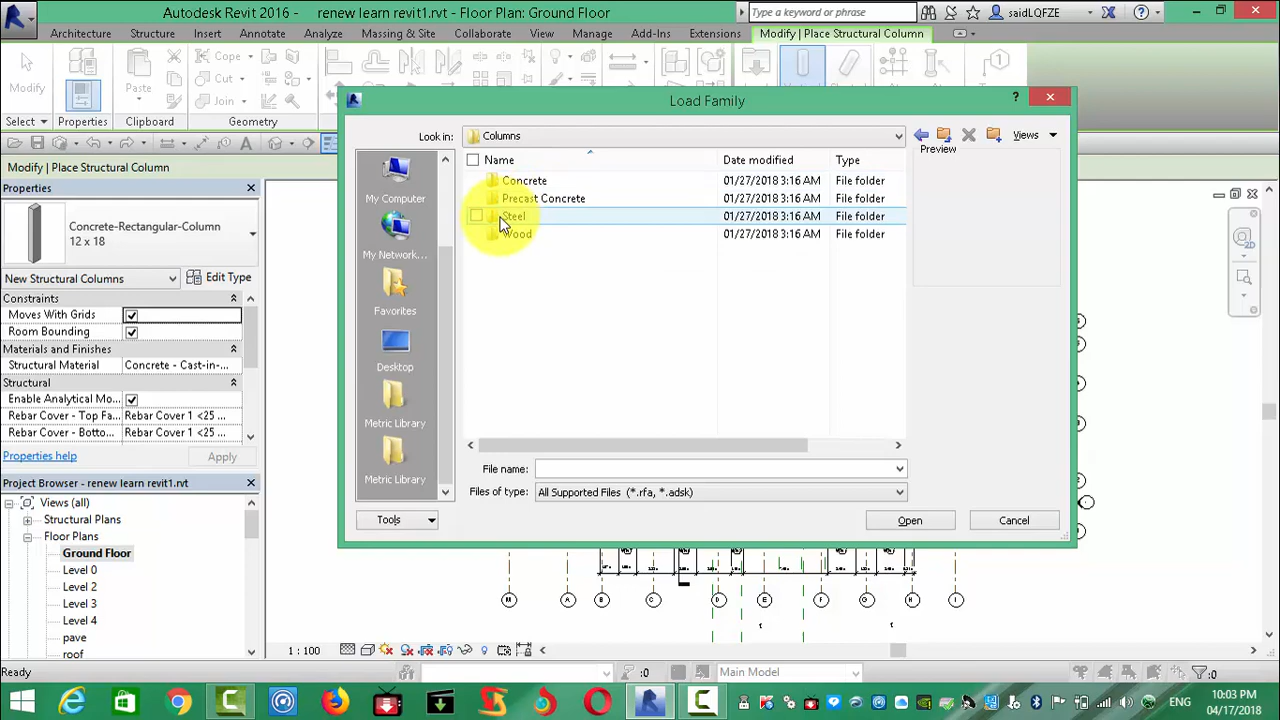 Autodesk Revit 2016 - renew learn revit1.rvt - Floor Plan: Ground Floor
Type a keyword or phrase
saidLQFZE
Architecture Structure
Annotate Analyze Massing & Site Collaborate View Manage Add-Ins Extensions Modify | Place Structural Column
Modify
Paste
Cut
Join
Select Properties Clipboard Geometry
Modify | Place Structural Column
Properties
Concrete-Rectangular-Column
12 x 18
New Structural Columns Edit Type
Constraints
Moves With Grids
Room Bounding
Materials and Finishes
Structural Material Concrete - Cast-in-...
Structural
Enable Analytical Mo...
Rebar Cover - Top Fa... Rebar Cover 1 <25 ...
Rebar Cover - Botto... Rebar Cover 1 <25 ...
Properties help Apply
Project Browser - renew learn revit1.rvt
Views (all)
Structural Plans
Floor Plans
Ground Floor
Level 0
Level 2
Level 3
Level 4
pave
roof
Load Family
Look in: Columns
Views
Preview
Name Date modified Type
Concrete 01/27/2018 3:16 AM File folder
Precast Concrete 01/27/2018 3:16 AM File folder
Steel 01/27/2018 3:16 AM File folder
Wood 01/27/2018 3:16 AM File folder
My Computer
My Network...
Favorites
Desktop
Metric Library
Metric Library
File name:
Files of type: All Supported Files (*.rfa, *.adsk)
Tools Open Cancel
M A B C D E F G H I
1 : 100
Ready
:0
Main Model
:0
ENG
10:03 PM
04/17/2018